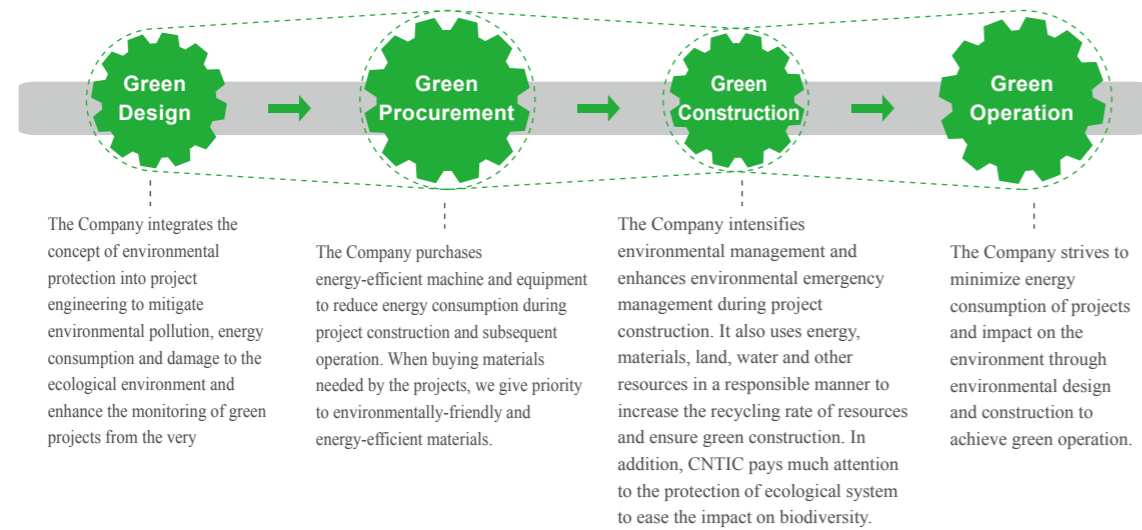 Green
Design
Green
Procurement
Green
Construction
Green
Operation
The Company integrates the
concept of environmental
protection into project
engineering to mitigate
environmental pollution, energy
consumption and damage to the
ecological environment and
enhance the monitoring of green
projects from the very
The Company purchases
energy-efficient machine and equipment
to reduce energy consumption during
project construction and subsequent
operation. When buying materials
needed by the projects, we give priority
to environmentally-friendly and
energy-efficient materials.
The Company intensifies
environmental management and
enhances environmental emergency
management during project
construction. It also uses energy,
materials, land, water and other
resources in a responsible manner to
increase the recycling rate of resources
and ensure green construction. In
addition, CNTIC pays much attention
to the protection of ecological system
to ease the impact on biodiversity.
The Company strives to
minimize energy
consumption of projects
and impact on the
environment through
environmental design
and construction to
achieve green operation.